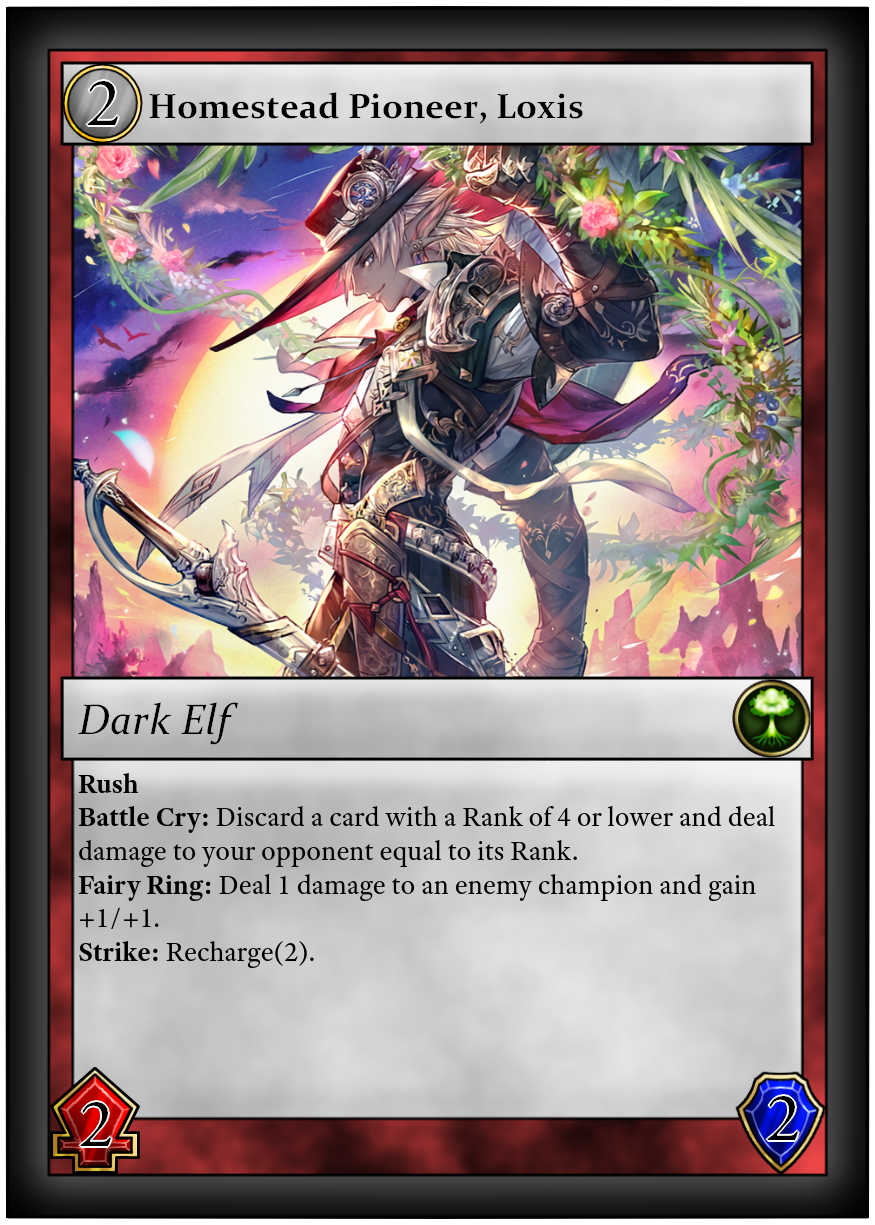 2
Homestead Pioneer, Loxis
Dark Elf
Rush
Battle Cry: Discard a card with a Rank of 4 or lower and deal
damage to your opponent equal to its Rank.
Fairy Ring: Deal 1 damage to an enemy champion and gain
+1/+1.
Strike: Recharge(2).
2
2